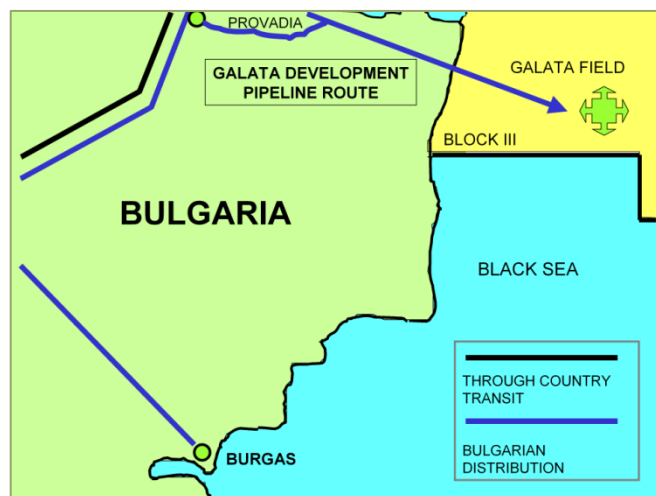 PROVADIA
GALATA DEVELOPMENT
PIPELINE ROUTE
GALATA FIELD
BLOCK III
BULGARIA
BLACK SEA
THROUGH COUNTRY
TRANSIT
BULGARIAN
DISTRIBUTION
BURGAS